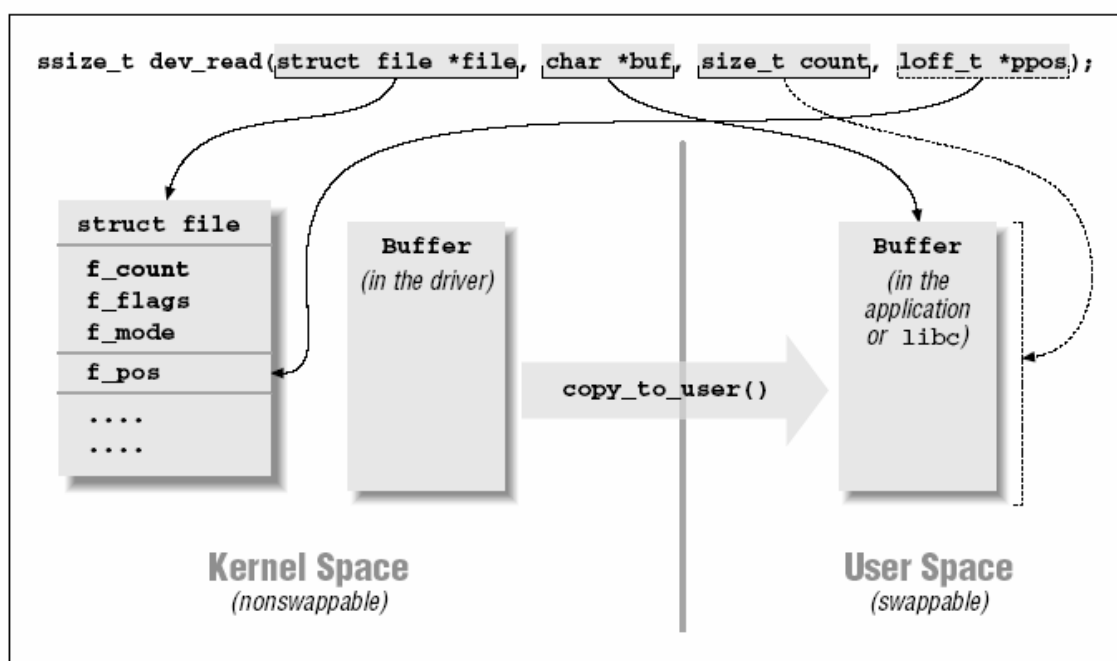 ssize_t dev_read(struct file *file, char *buf, size_t count, loff_t *ppos);
struct file
f_count
f_flags
f_mode
f_pos
....
....
Buffer
(in the driver)
copy_to_user()
Buffer
(in the
application
or libc)
Kernel Space
(nonswappable)
User Space
(swappable)